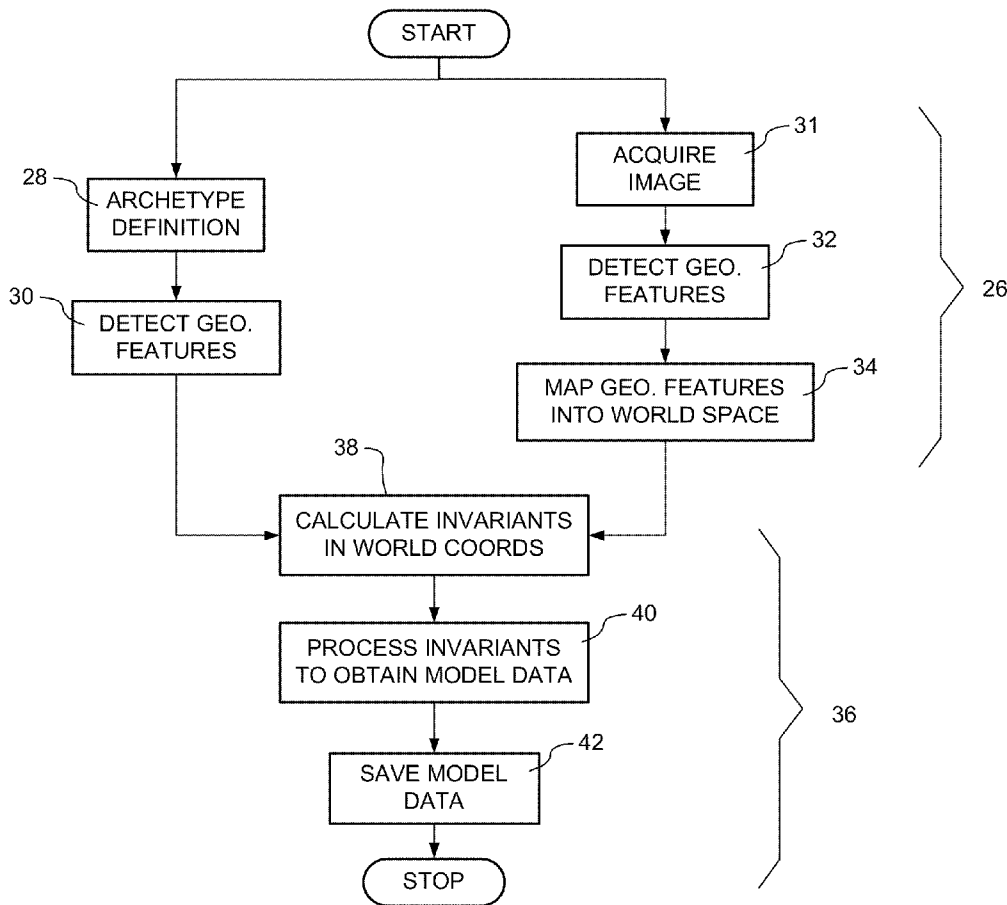 START
31
ACQUIRE
IMAGE
28
ARCHETYPE
DEFINITION
32
DETECT GEO.
FEATURES
26
30
DETECT GEO.
FEATURES
34
MAP GEO. FEATURES
INTO WORLD SPACE
38
CALCULATE INVARIANTS
IN WORLD COORDS
40
PROCESS INVARIANTS
TO OBTAIN MODEL DATA
36
42
SAVE MODEL
DATA
STOP